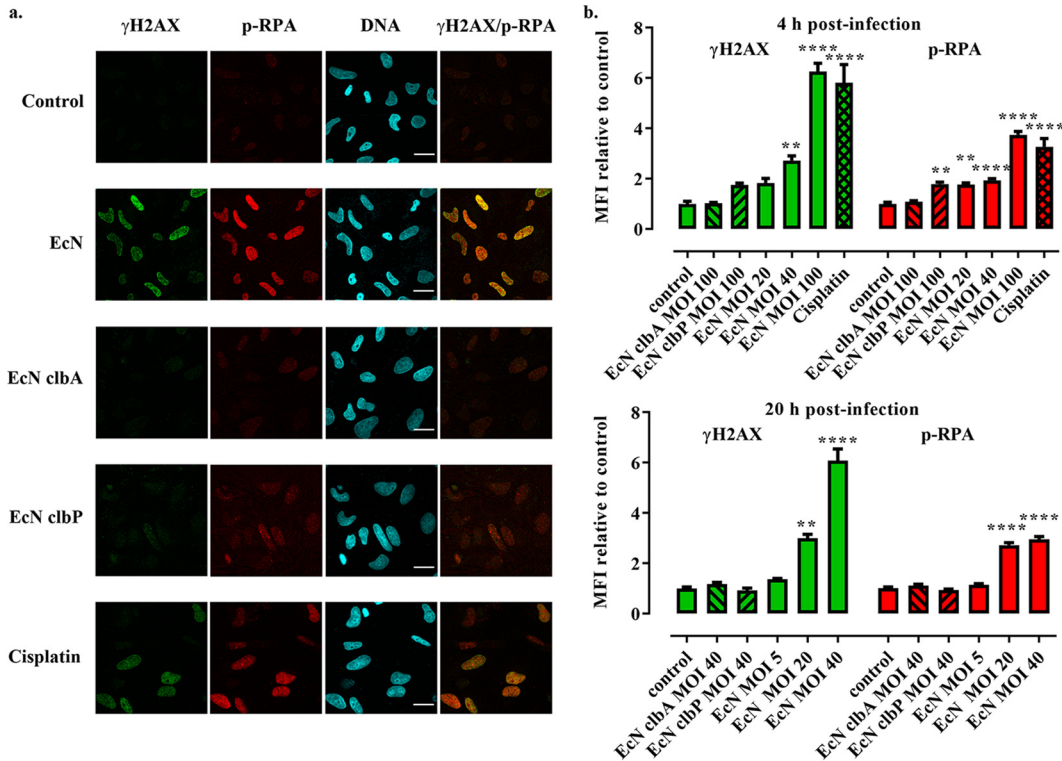 a.
γH2AX p-RPA DNA γH2AX/p-RPA
Control
EcN
EcN clbA
EcN clbP
Cisplatin
b.
4 h post-infection
γH2AX p-RPA
MFI relative to control
8
6
4
2
0
**
****
****
**
**
****
****
****
control
EcN clbA MOI 100
EcN clbP MOI 100
EcN MOI 20
EcN MOI 40
EcN MOI 100
Cisplatin
control
EcN clbA MOI 100
EcN clbP MOI 100
EcN MOI 20
EcN MOI 40
EcN MOI 100
Cisplatin
20 h post-infection
γH2AX p-RPA
MFI relative to control
8
6
4
2
0
**
****
****
****
control
EcN clbA MOI 40
EcN clbP MOI 40
EcN MOI 5
EcN MOI 20
EcN MOI 40
control
EcN clbA MOI 40
EcN clbP MOI 40
EcN MOI 5
EcN MOI 20
EcN MOI 40